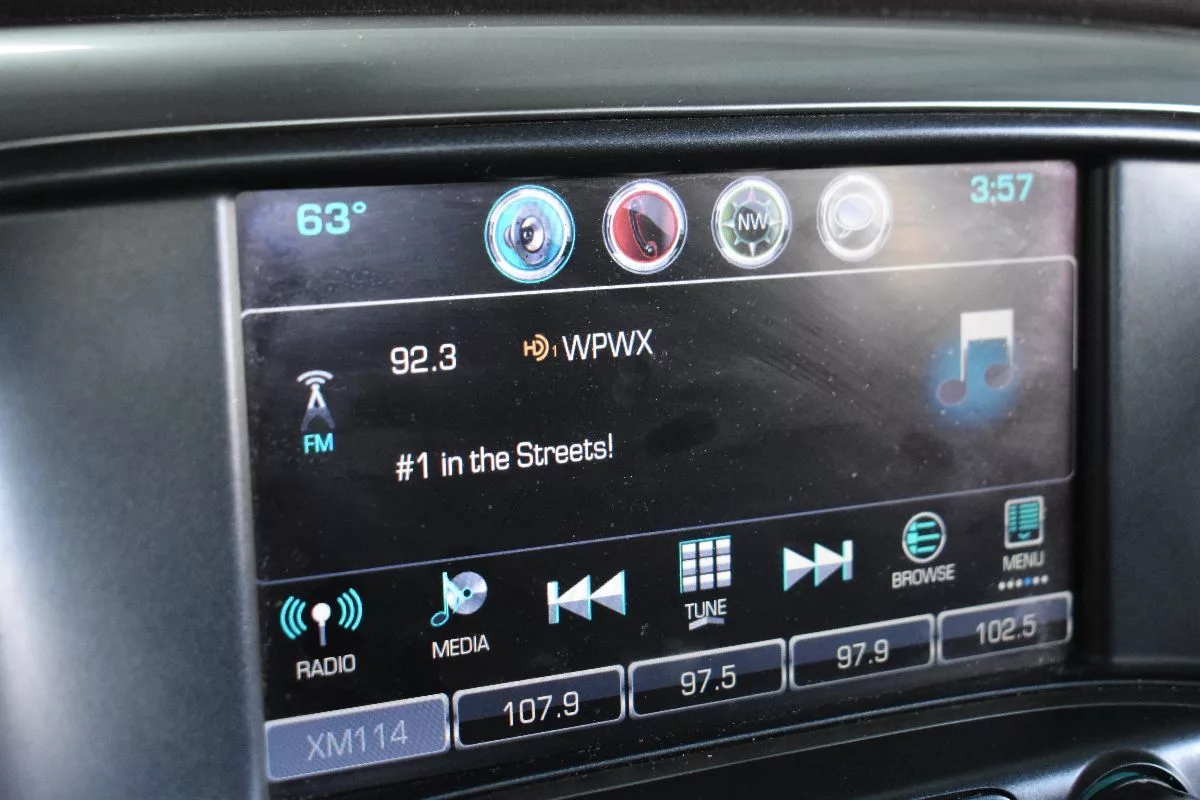 63° NW 3:57
92.3 HD1 WPWX
FM
#1 in the Streets!
RADIO MEDIA TUNE BROWSE MENU
XM114 107.9 97.5 97.9 102.5